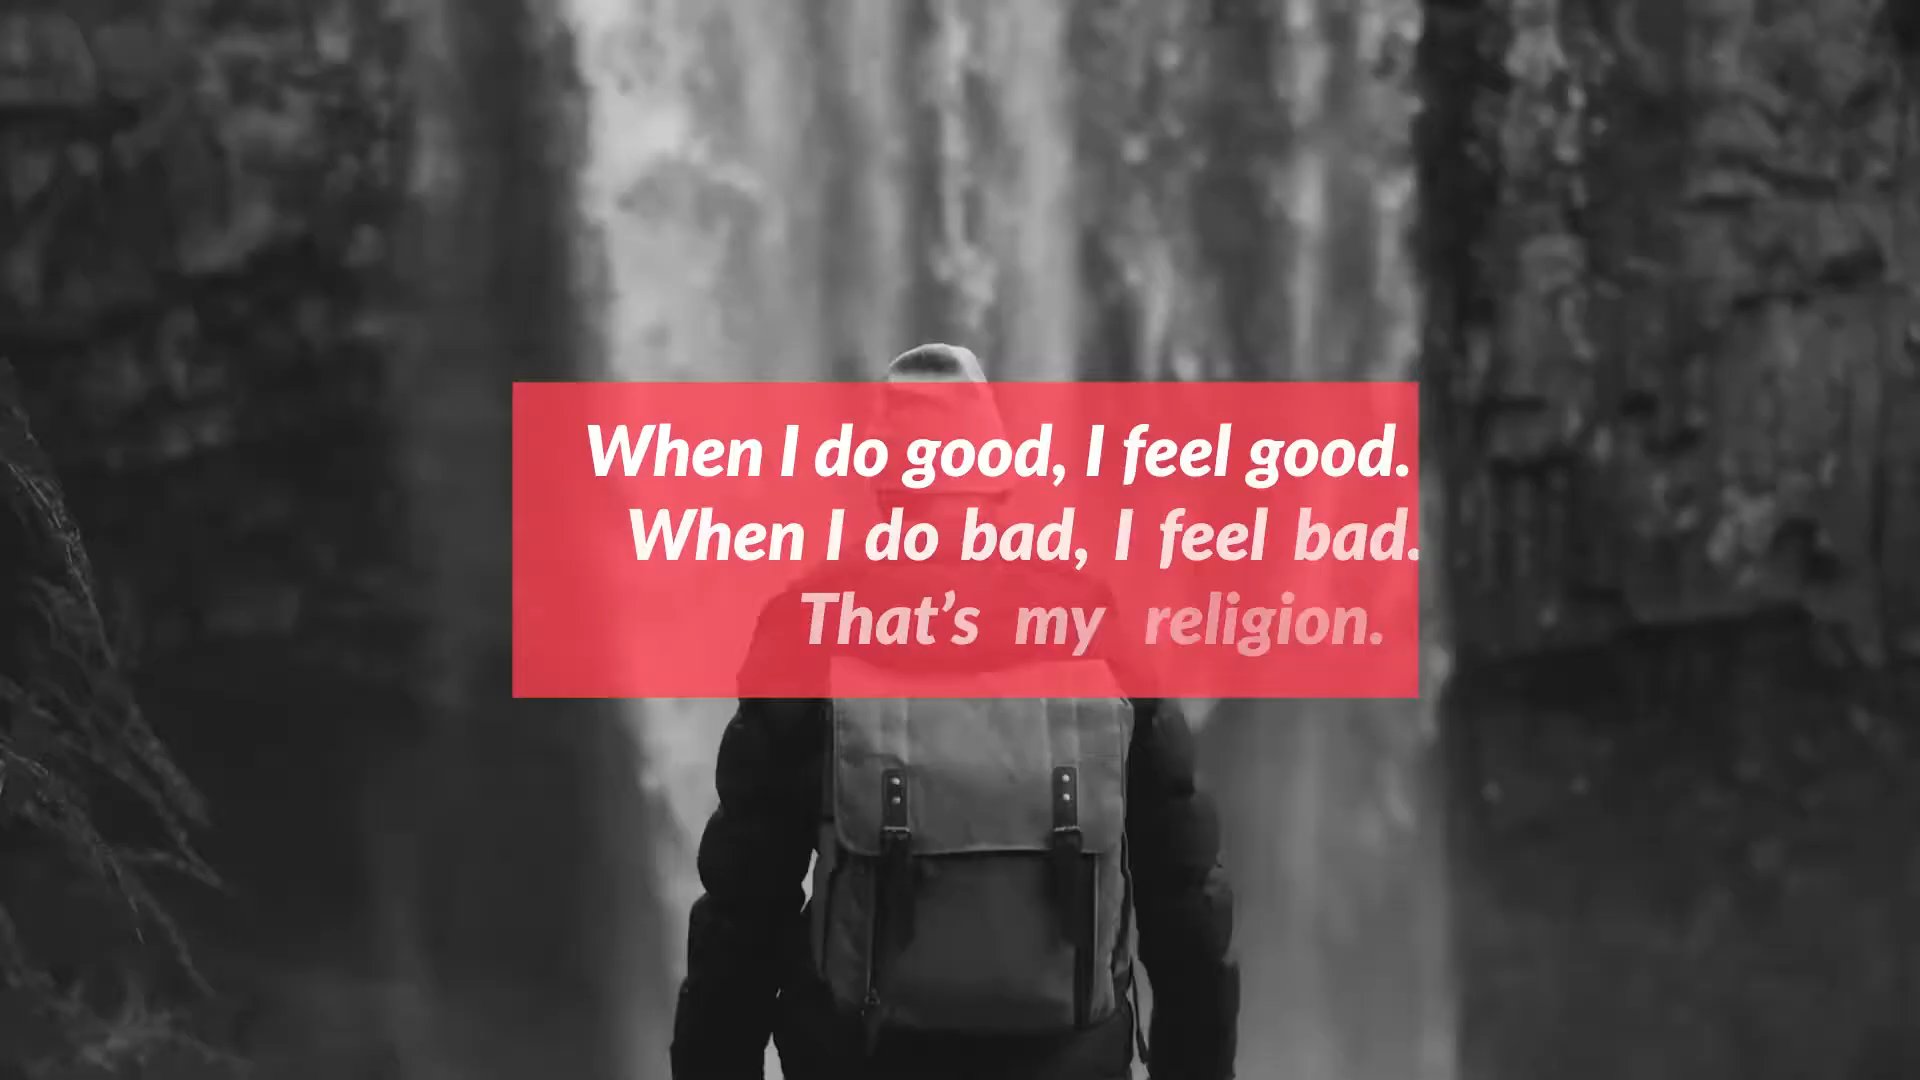 When I do good, I feel good.
When I do bad, I feel bad.
That’s my religion.